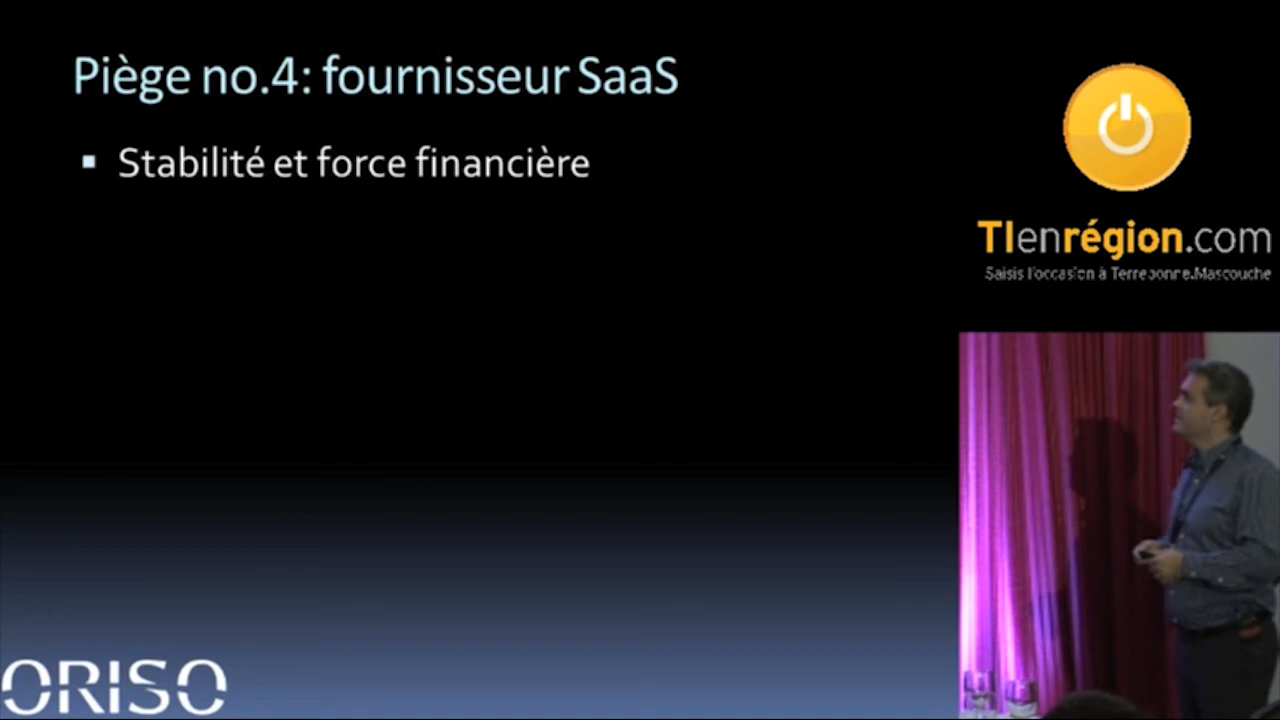 Piège no.4: fournisseur SaaS
▪ Stabilité et force financière
TIenrégion.com
Saisis l'occasion à Terrebonne.Mascouche
ORISO